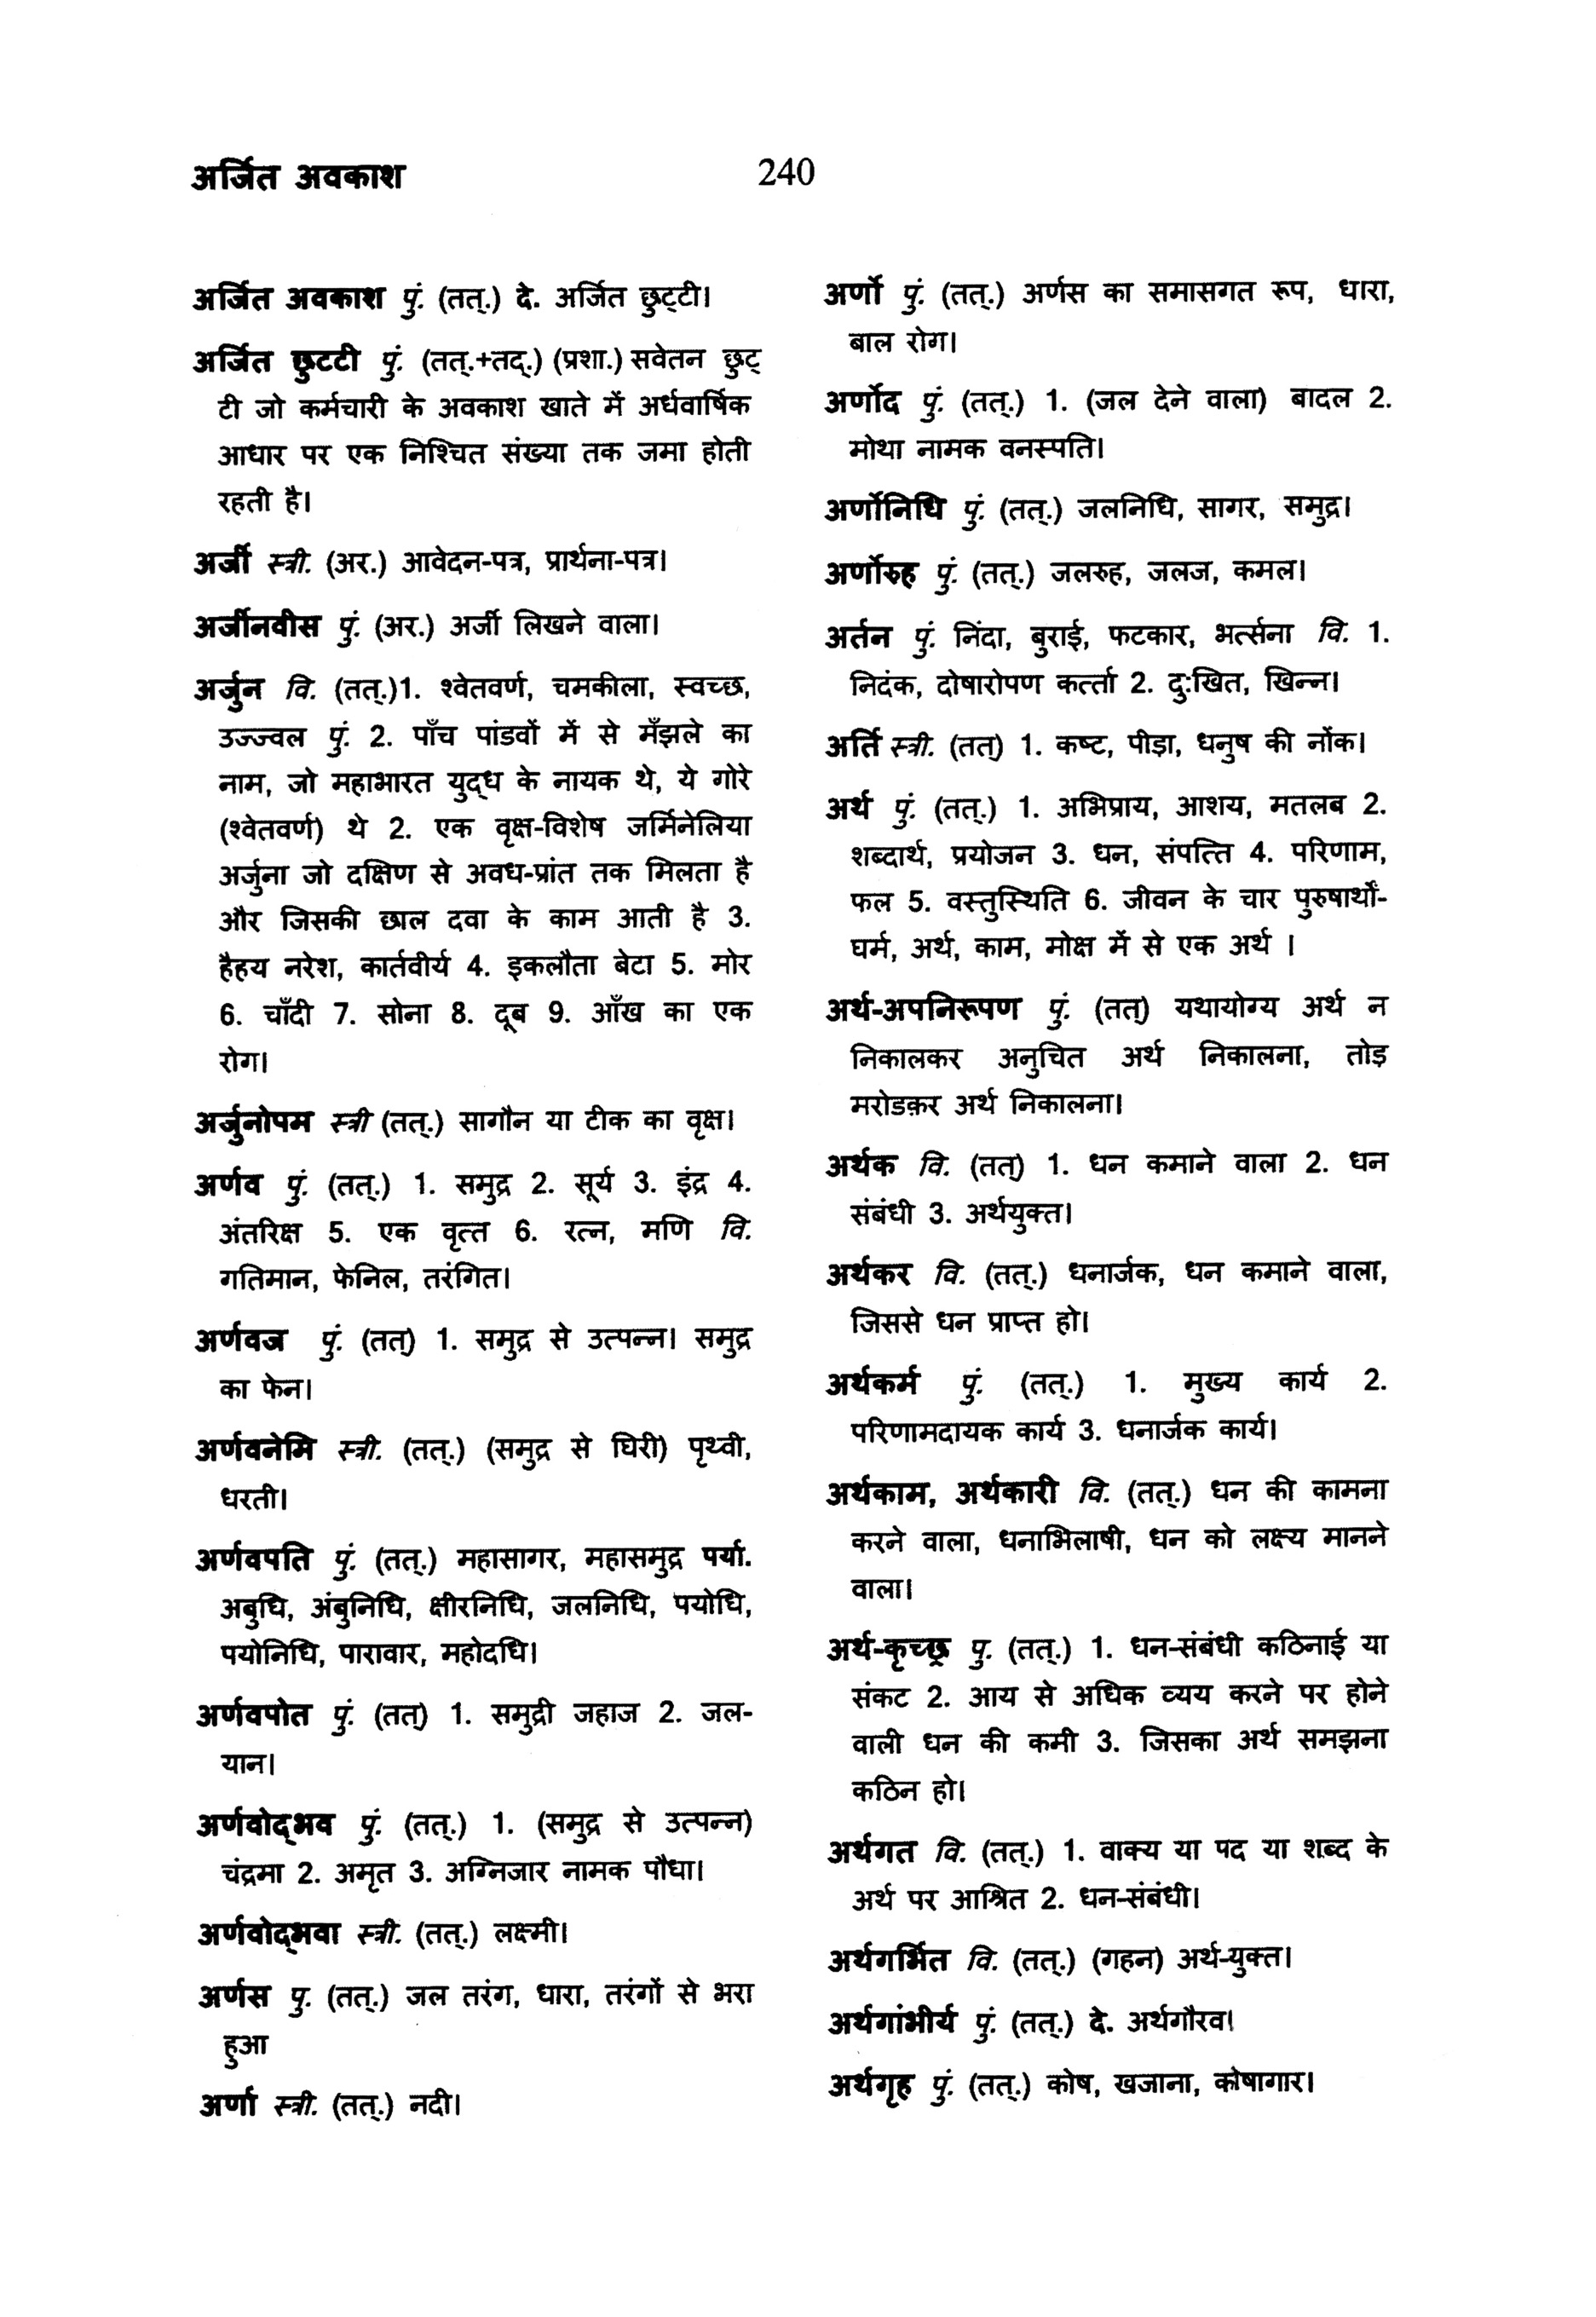 अर्जित अवकाश
240
अर्जित अवकाश पुं. (तत्.) दे. अर्जित छुट्‌टी।
अर्जित छुटटी पुं. (तत्.+तद्.) (प्रशा.) सवेतन छुट्
टी जो कर्मचारी के अवकाश खाते में अर्धवार्षिक
आधार पर एक निश्चित संख्या तक जमा होती
रहती है।
अर्जी स्त्री. (अर.) आवेदन-पत्र, प्रार्थना-पत्र।
अर्जीनवीस पुं. (अर.) अर्जी लिखने वाला।
अर्जुन वि. (तत्.)1. श्वेतवर्ण, चमकीला, स्वच्छ,
उज्ज्वल पुं. 2. पाँच पांडवों में से मँझले का
नाम, जो महाभारत युद्‌ध के नायक थे, ये गोरे
(श्वेतवर्ण) थे 2. एक वृक्ष-विशेष जर्मिनेलिया
अर्जुना जो दक्षिण से अवध-प्रांत तक मिलता है
और जिसकी छाल दवा के काम आती है 3.
हैहय नरेश, कार्तवीर्य 4. इकलौता बेटा 5. मोर
6. चाँदी 7. सोना 8. दूब 9. आँख का एक
रोग।
अर्जुनोपम स्त्री (तत्.) सागौन या टीक का वृक्ष।
अर्णव पुं. (तत्.) 1. समुद्र 2. सूर्य 3. इंद्र 4.
अंतरिक्ष 5. एक वृत्त 6. रत्न, मणि वि.
गतिमान, फेनिल, तरंगित।
अर्णवज पुं. (तत्) 1. समुद्र से उत्पन्न। समुद्र
का फेन।
अर्णवनेमि स्त्री. (तत्.) (समुद्र से घिरी) पृथ्वी,
धरती।
अर्णवपति पुं. (तत्.) महासागर, महासमुद्र पर्या.
अबुधि, अंबुनिधि, क्षीरनिधि, जलनिधि, पयोधि,
पयोनिधि, पारावार, महोदधि।
अर्णवपोत पुं. (तत्) 1. समुद्री जहाज 2. जल-
यान।
अर्णवोद्‌भव पुं. (तत्.) 1. (समुद्र से उत्पन्न)
चंद्रमा 2. अमृत 3. अग्निजार नामक पौधा।
अर्णवोद्‌भवा स्त्री. (तत्.) लक्ष्मी।
अर्णस पु. (तत्.) जल तरंग, धारा, तरंगों से भरा
हुआ
अर्णा स्त्री. (तत्.) नदी।
अर्णो पुं. (तत्.) अर्णस का समासगत रूप, धारा,
बाल रोग।
अर्णोद पुं. (तत्.) 1. (जल देने वाला) बादल 2.
मोथा नामक वनस्पति।
अर्णोनिधि पुं. (तत्.) जलनिधि, सागर, समुद्र।
अर्णोरुह पुं. (तत्.) जलरुह, जलज, कमल।
अर्तन पुं. निंदा, बुराई, फटकार, भर्त्सना वि. 1.
निदंक, दोषारोपण कर्त्ता 2. दु:खित, खिन्न।
अर्ति स्त्री. (तत्) 1. कष्ट, पीड़ा, धनुष की नोंक।
अर्थ पुं. (तत्.) 1. अभिप्राय, आशय, मतलब 2.
शब्दार्थ, प्रयोजन 3. धन, संपत्ति 4. परिणाम,
फल 5. वस्तुस्थिति 6. जीवन के चार पुरुषार्थों-
घर्म, अर्थ, काम, मोक्ष में से एक अर्थ ।
अर्थ-अपनिरूपण पुं. (तत्) यथायोग्य अर्थ न
निकालकर अनुचित अर्थ निकालना, तोड़
मरोडक़र अर्थ निकालना।
अर्थक वि. (तत्) 1. धन कमाने वाला 2. धन
संबंधी 3. अर्थयुक्त।
अर्थकर वि. (तत्.) धनार्जक, धन कमाने वाला,
जिससे धन प्राप्त हो।
अर्थकर्म पुं. (तत्.) 1. मुख्य कार्य 2.
परिणामदायक कार्य 3. धनार्जक कार्य।
अर्थकाम, अर्थकारी वि. (तत्.) धन की कामना
करने वाला, धनाभिलाषी, धन को लक्ष्य मानने
वाला।
अर्थ-कृच्छ्र पु. (तत्.) 1. धन-संबंधी कठिनाई या
संकट 2. आय से अधिक व्यय करने पर होने
वाली धन की कमी 3. जिसका अर्थ समझना
कठिन हो।
अर्थगत वि. (तत्.) 1. वाक्य या पद या शब्द के
अर्थ पर आश्रित 2. धन-संबंधी।
अर्थगर्भित वि. (तत्.) (गहन) अर्थ-युक्त।
अर्थगांभीर्य पुं. (तत्.) दे. अर्थगौरव।
अर्थगृह पुं. (तत्.) कोष, खजाना, कोषागार।